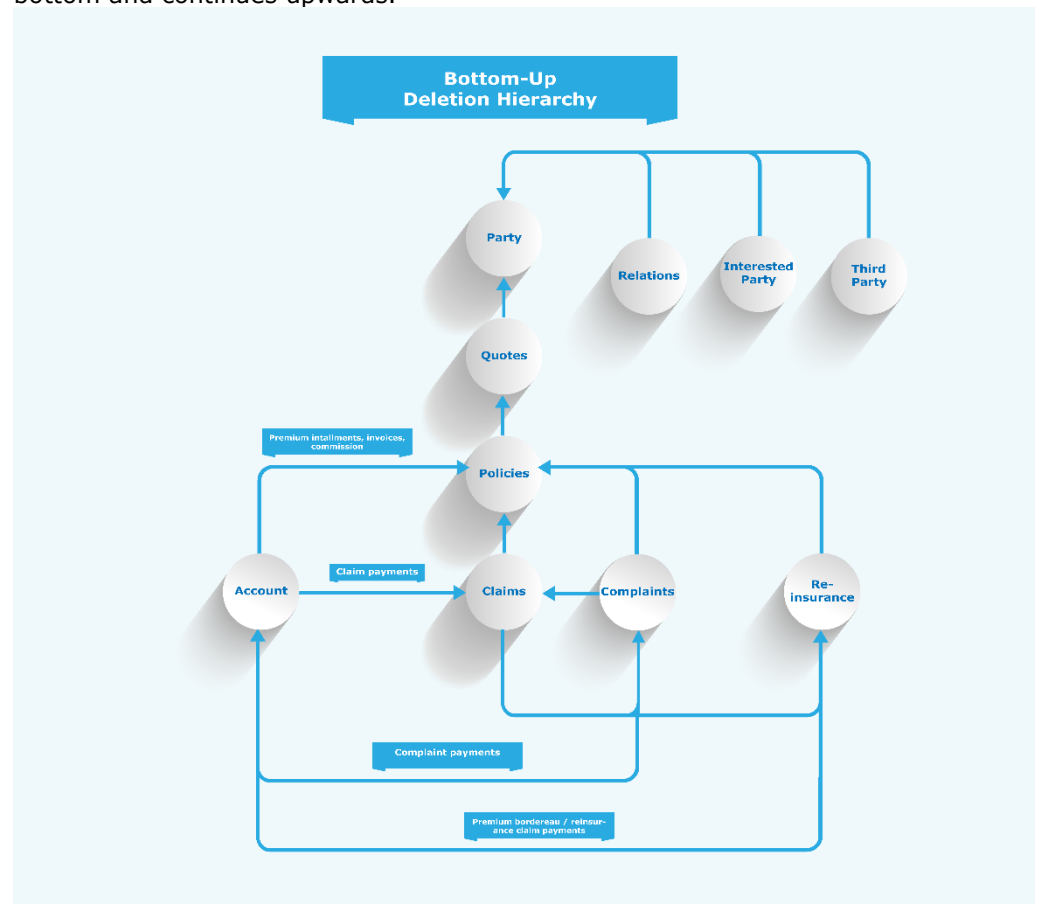 bottom and continues upwards.
Bottom-Up
Deletion Hierarchy
Party
Relations
Interested
Party
Third
Party
Quotes
Premium intallments, invoices,
commission
Policies
Account
Claim payments
Claims
Complaints
Re-
insurance
Complaint payments
Premium bordereau / reinsur-
ance claim payments